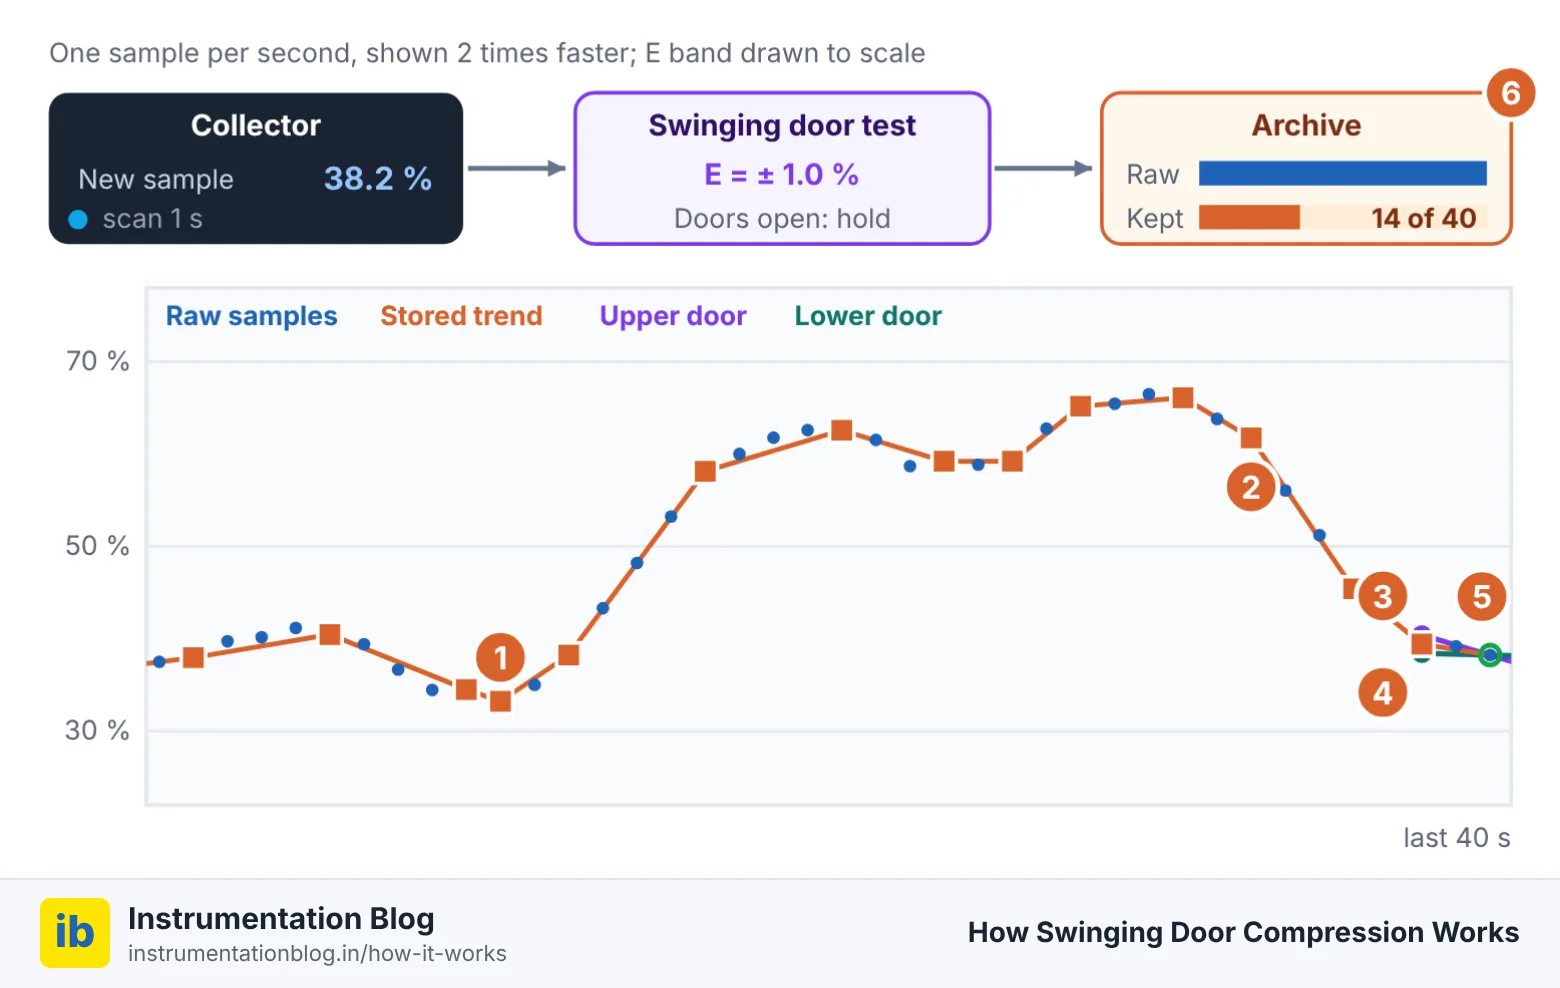 One sample per second, shown 2 times faster; E band drawn to scale
6
Collector
New sample 38.2 %
scan 1 s
Swinging door test
E = ± 1.0 %
Doors open: hold
Archive
Raw
Kept 14 of 40
Raw samples Stored trend Upper door Lower door
70 %
50 %
30 %
1
2
3
5
4
last 40 s
ib
Instrumentation Blog
instrumentationblog.in/how-it-works
How Swinging Door Compression Works